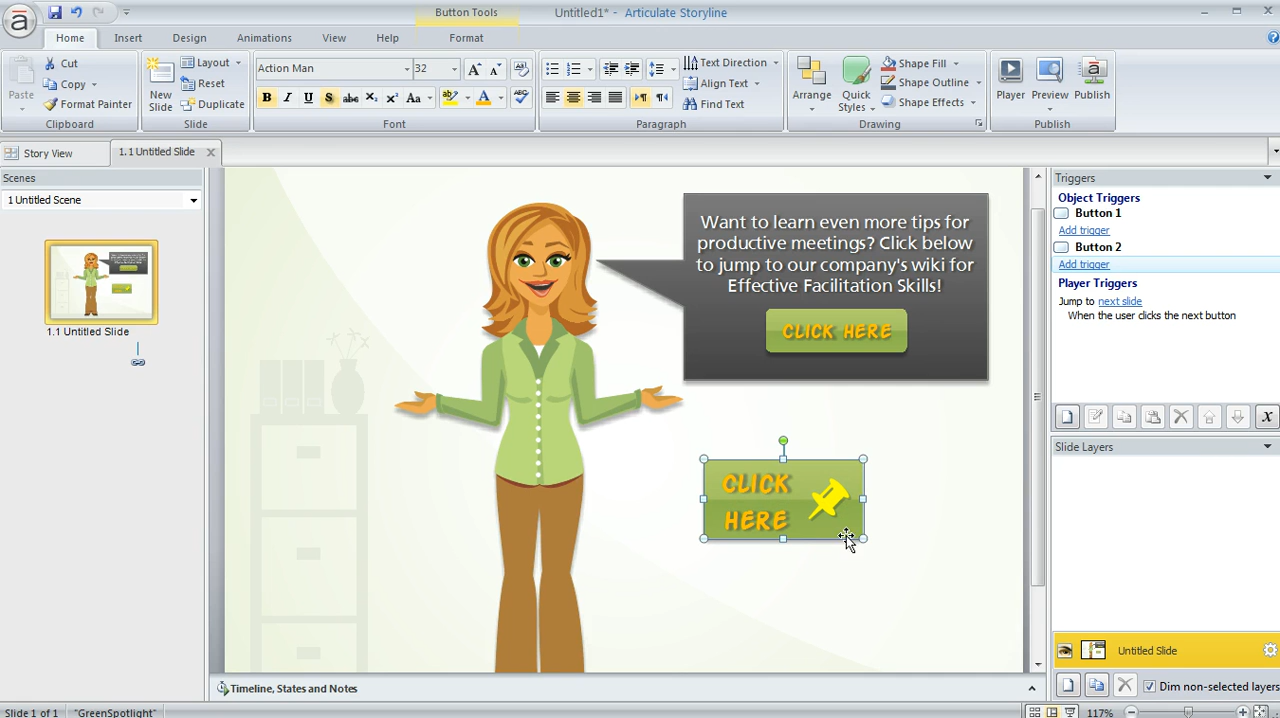 Button Tools
Untitled1* - Articulate Storyline
Home
Insert
Design
Animations
View
Help
Format
Paste
Cut
Copy
Format Painter
Clipboard
New Slide
Layout
Reset
Duplicate
Slide
Action Man
32
Font
Text Direction
Align Text
Find Text
Paragraph
Arrange
Quick Styles
Shape Fill
Shape Outline
Shape Effects
Drawing
Player
Preview
Publish
Publish
Story View
1.1 Untitled Slide
Scenes
1 Untitled Scene
1.1 Untitled Slide
Want to learn even more tips for
productive meetings? Click below
to jump to our company's wiki for
Effective Facilitation Skills!
CLICK HERE
CLICK
HERE
Triggers
Object Triggers
Button 1
Add trigger
Button 2
Add trigger
Player Triggers
Jump to next slide
When the user clicks the next button
Slide Layers
Untitled Slide
Dim non-selected layers
Timeline, States and Notes
Slide 1 of 1
"GreenSpotlight"
117%